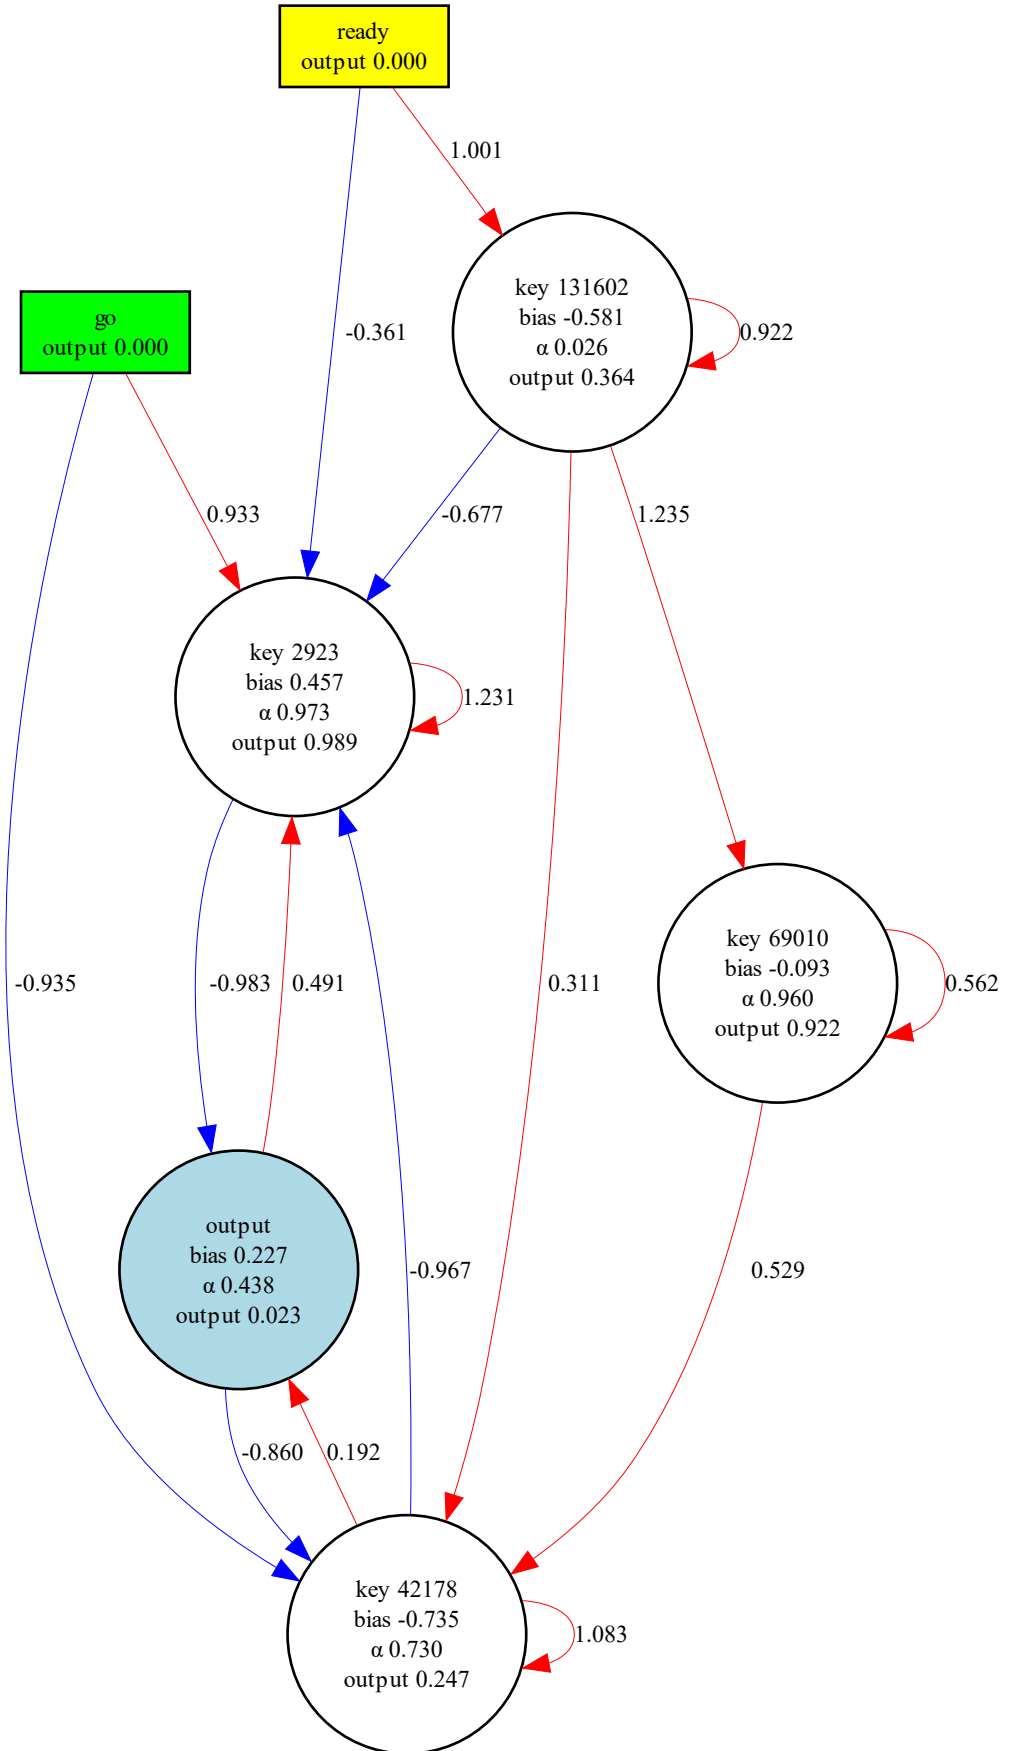 ready
output 0.000
1.001
key 131602
bias -0.581
α 0.026
output 0.364
0.922
go
output 0.000
-0.361
0.933
-0.677
1.235
key 2923
bias 0.457
α 0.973
output 0.989
1.231
key 69010
bias -0.093
α 0.960
output 0.922
0.562
-0.935
-0.983
0.491
0.311
output
bias 0.227
α 0.438
output 0.023
-0.967
0.529
-0.860
0.192
key 42178
bias -0.735
α 0.730
output 0.247
1.083